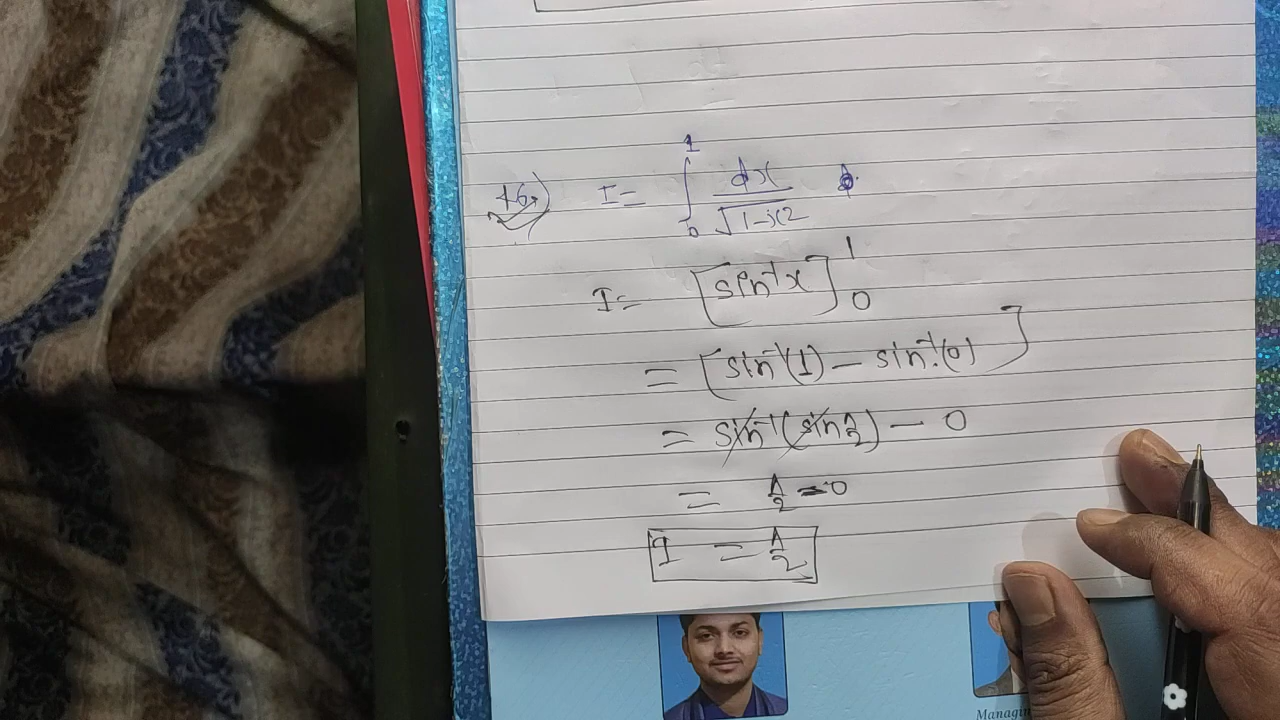 16) I = ∫₀¹ dx / √1-x2
I = [sin⁻¹x]₀¹
= [sin⁻¹(1) – sin⁻¹(0)]
= sin⁻¹(sin π/2) – 0
= π/2 – 0
I = π/2
Managin